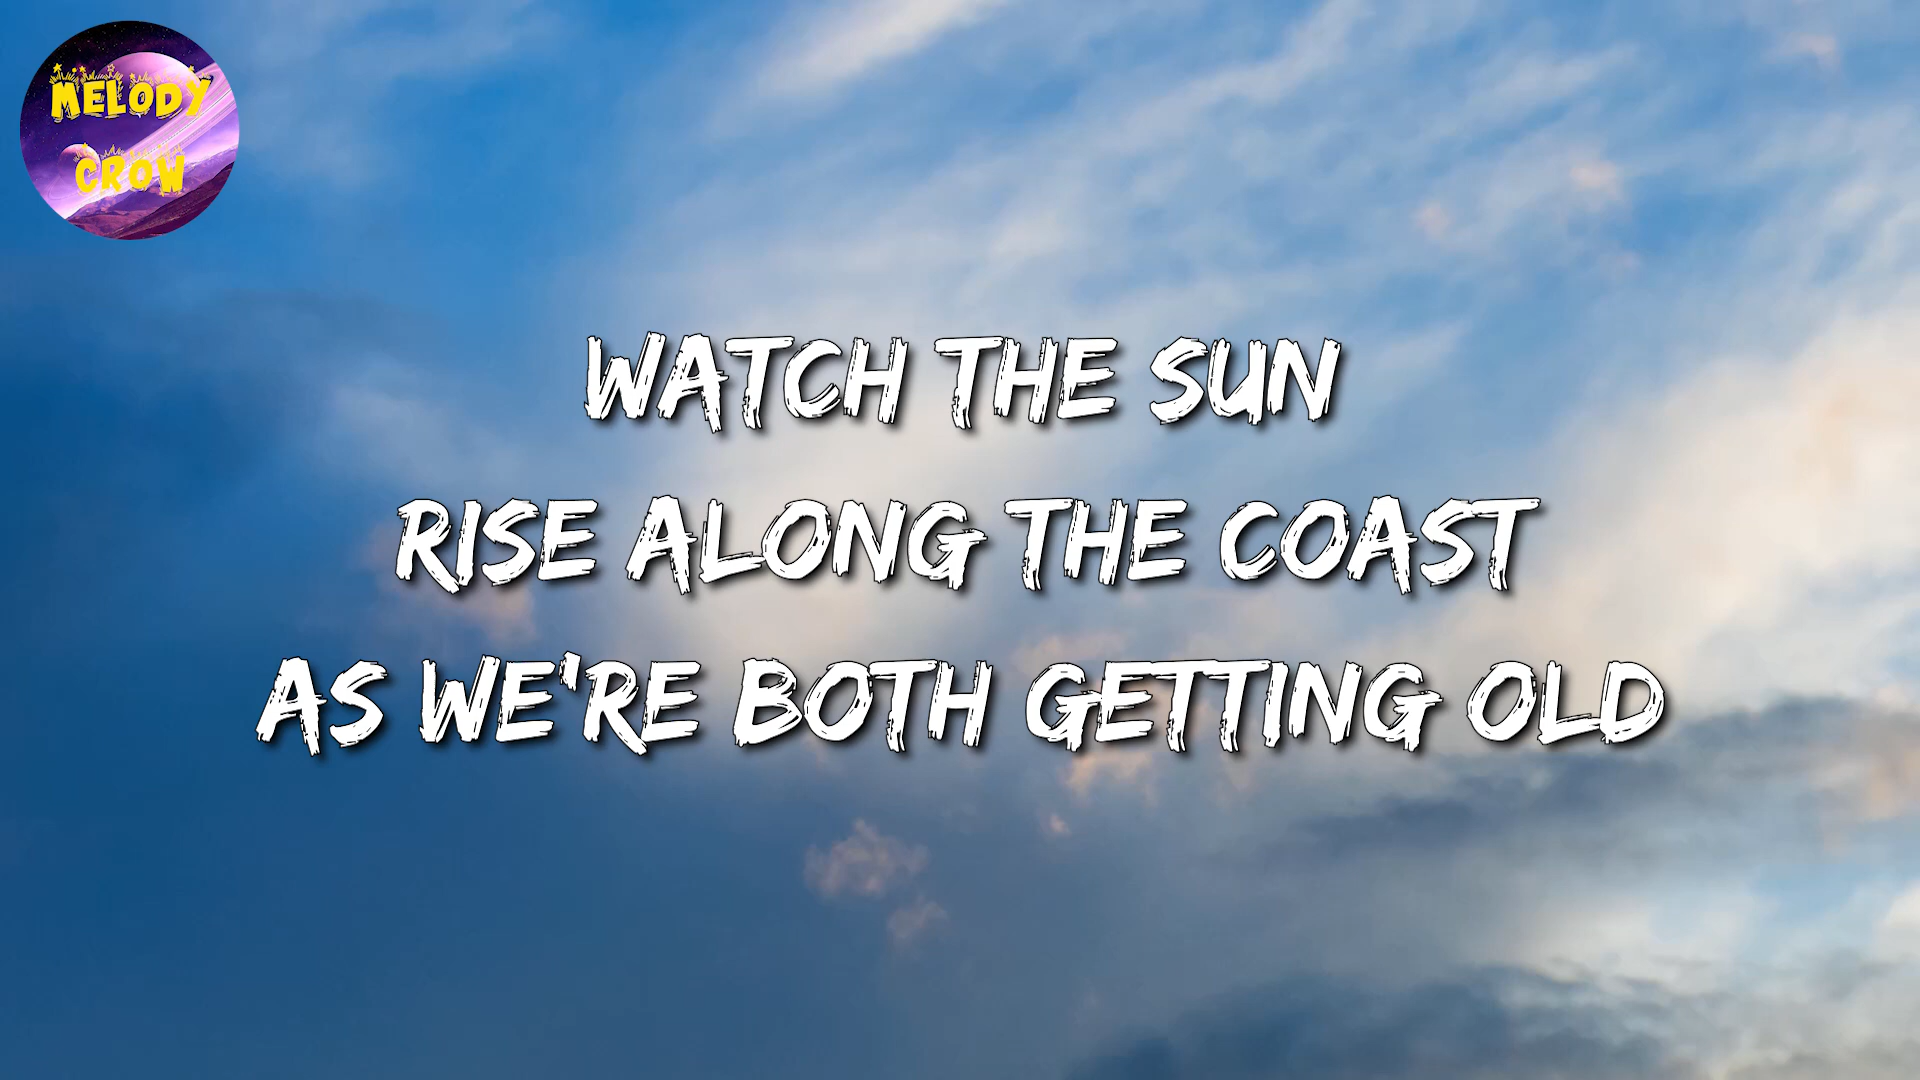 MELODY
CROW
WATCH THE SUN
RISE ALONG THE COAST
AS WE'RE BOTH GETTING OLD